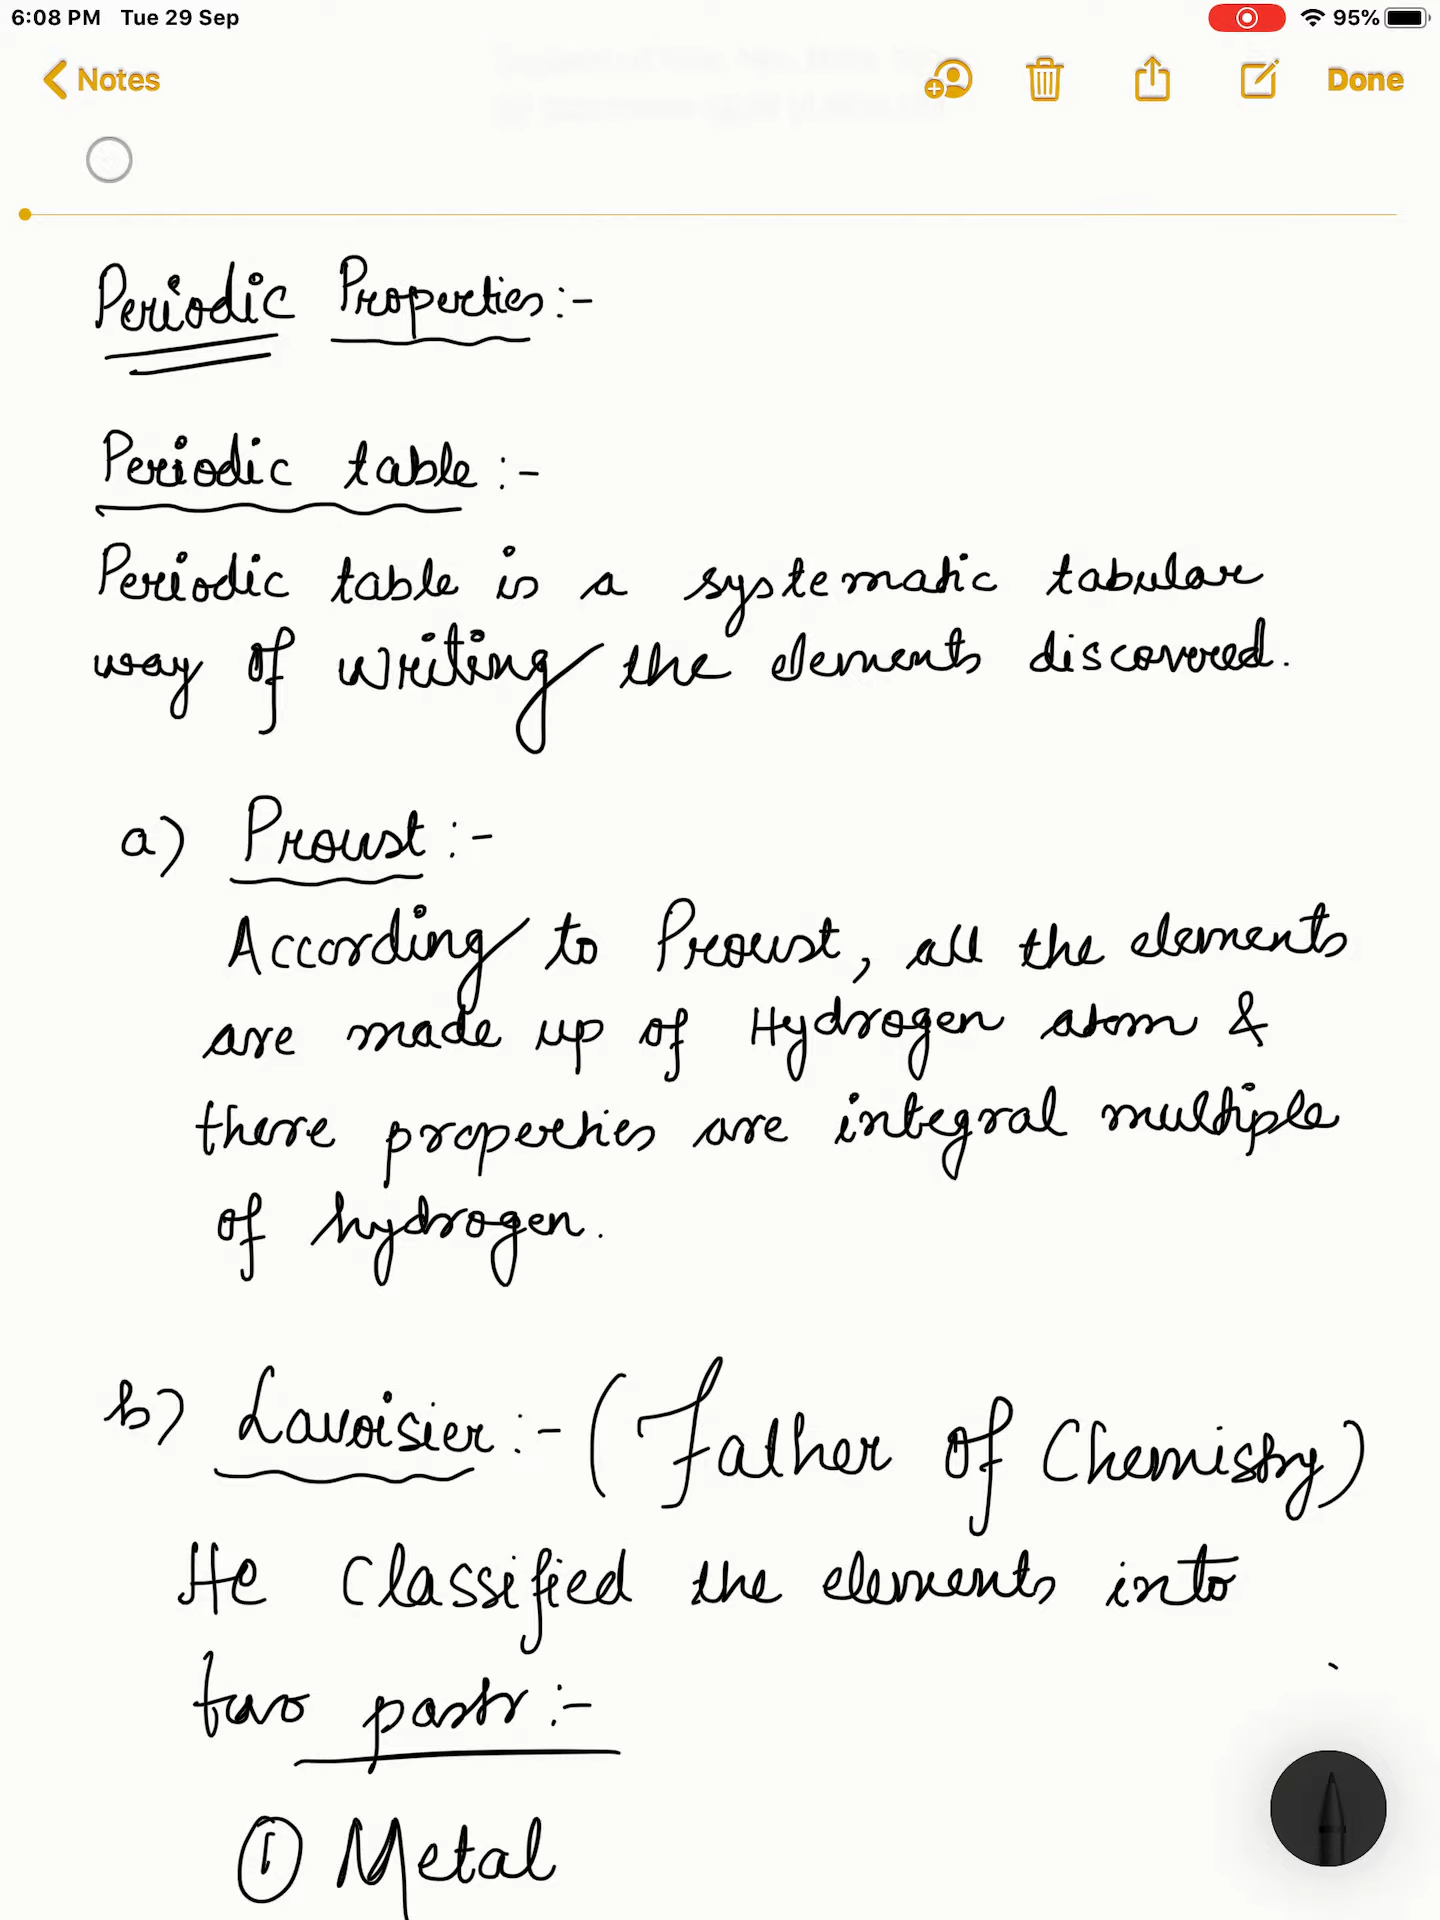 6:08 PM Tue 29 Sep 95%
Notes Done
Periodic Properties:-
Periodic table:-
Periodic table is a systematic tabular
way of writing the elements discovered.
a) Proust:-
According to Proust, all the elements
are made up of Hydrogen atom &
there properties are integral multiple
of hydrogen.
b) Lavoisier:- (Father of Chemistry)
He Classified the elements into
two parts:-
① Metal